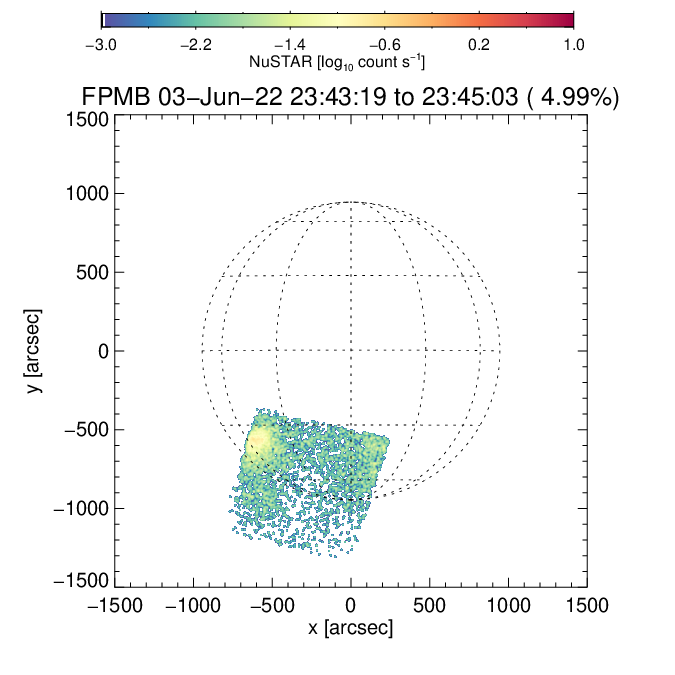 −3.0 −2.2 −1.4 −0.6 0.2 1.0
NuSTAR [log₁₀ count s⁻¹]
FPMB 03−Jun−22 23:43:19 to 23:45:03 ( 4.99%)
1500
1000
500
0
−500
−1000
−1500
y [arcsec]
−1500 −1000 −500 0 500 1000 1500
x [arcsec]